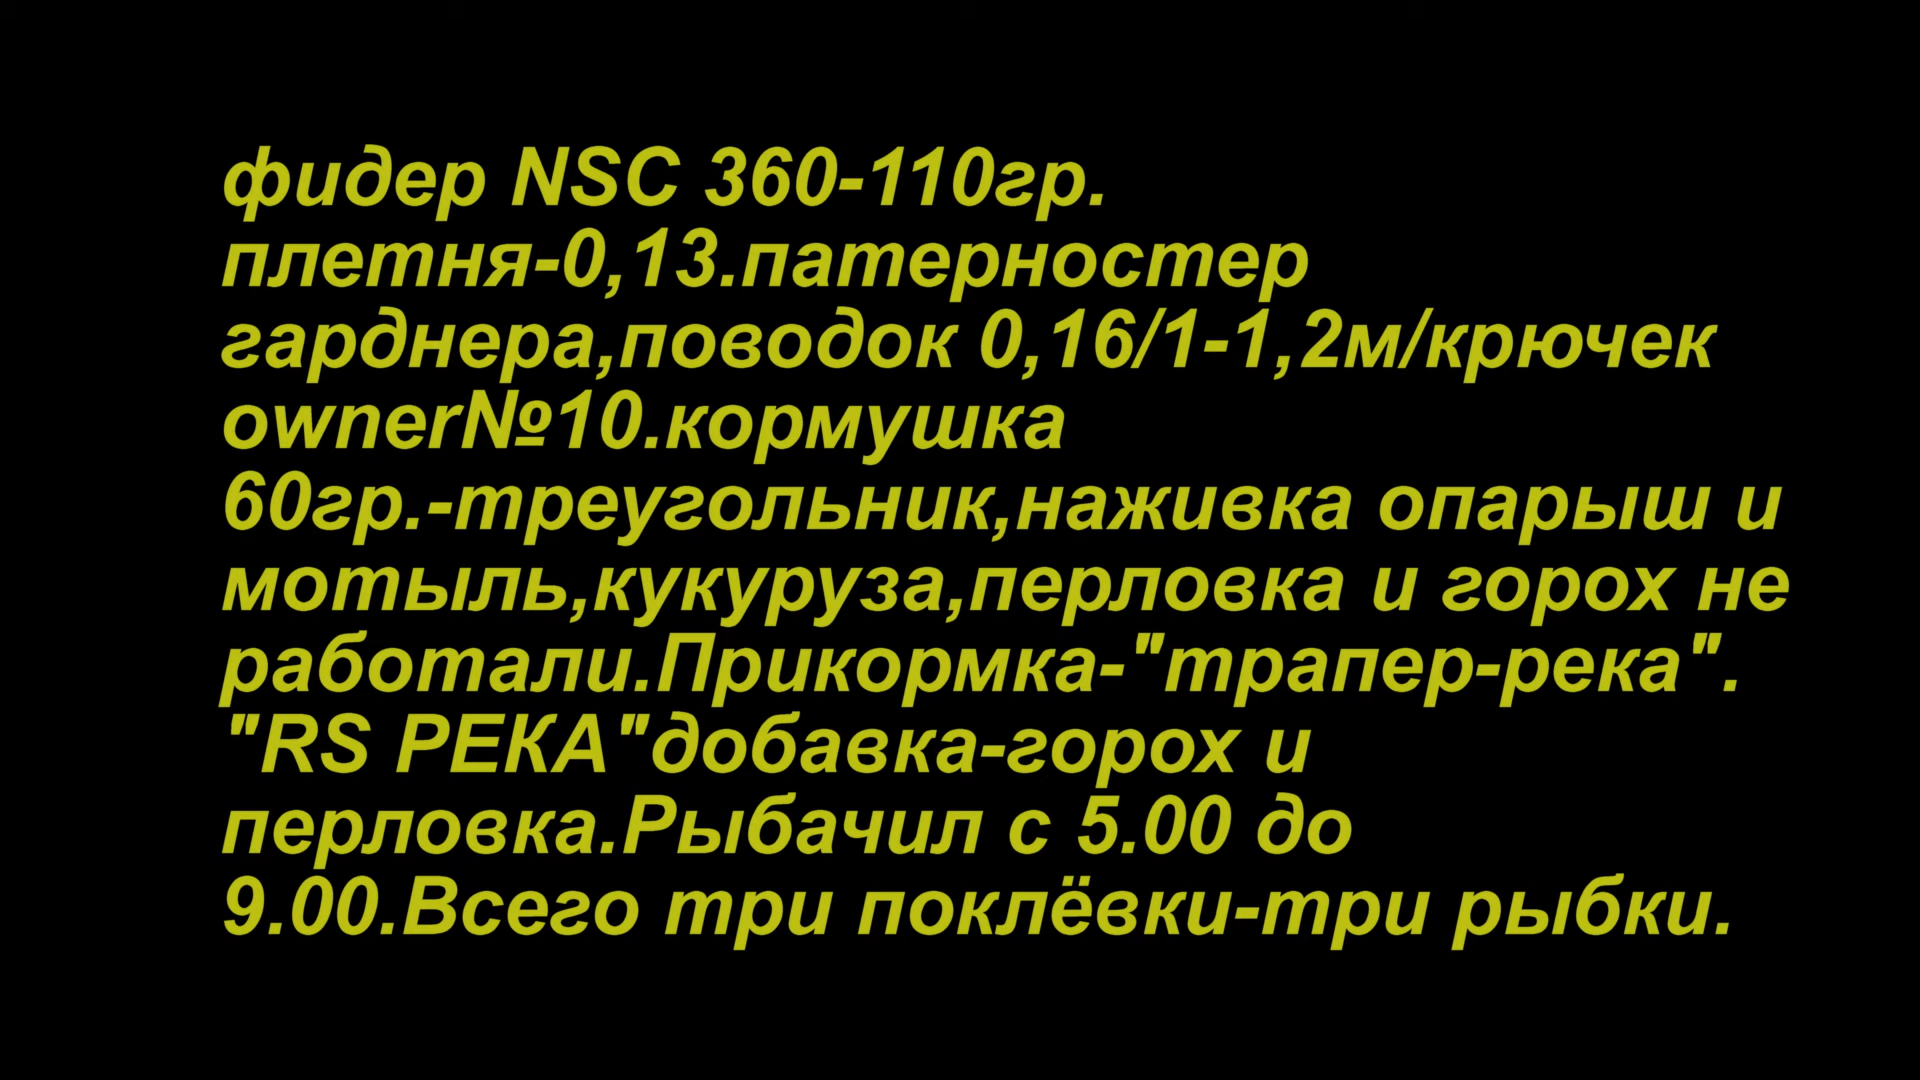 фидер NSC 360-110гр.
плетня-0,13.патерностер
гарднера,поводок 0,16/1-1,2м/крючек
owner№10.кормушка
60гр.-треугольник,наживка опарыш и
мотыль,кукуруза,перловка и горох не
работали.Прикормка-"трапер-река".
"RS РЕКА"добавка-горох и
перловка.Рыбачил с 5.00 до
9.00.Всего три поклёвки-три рыбки.